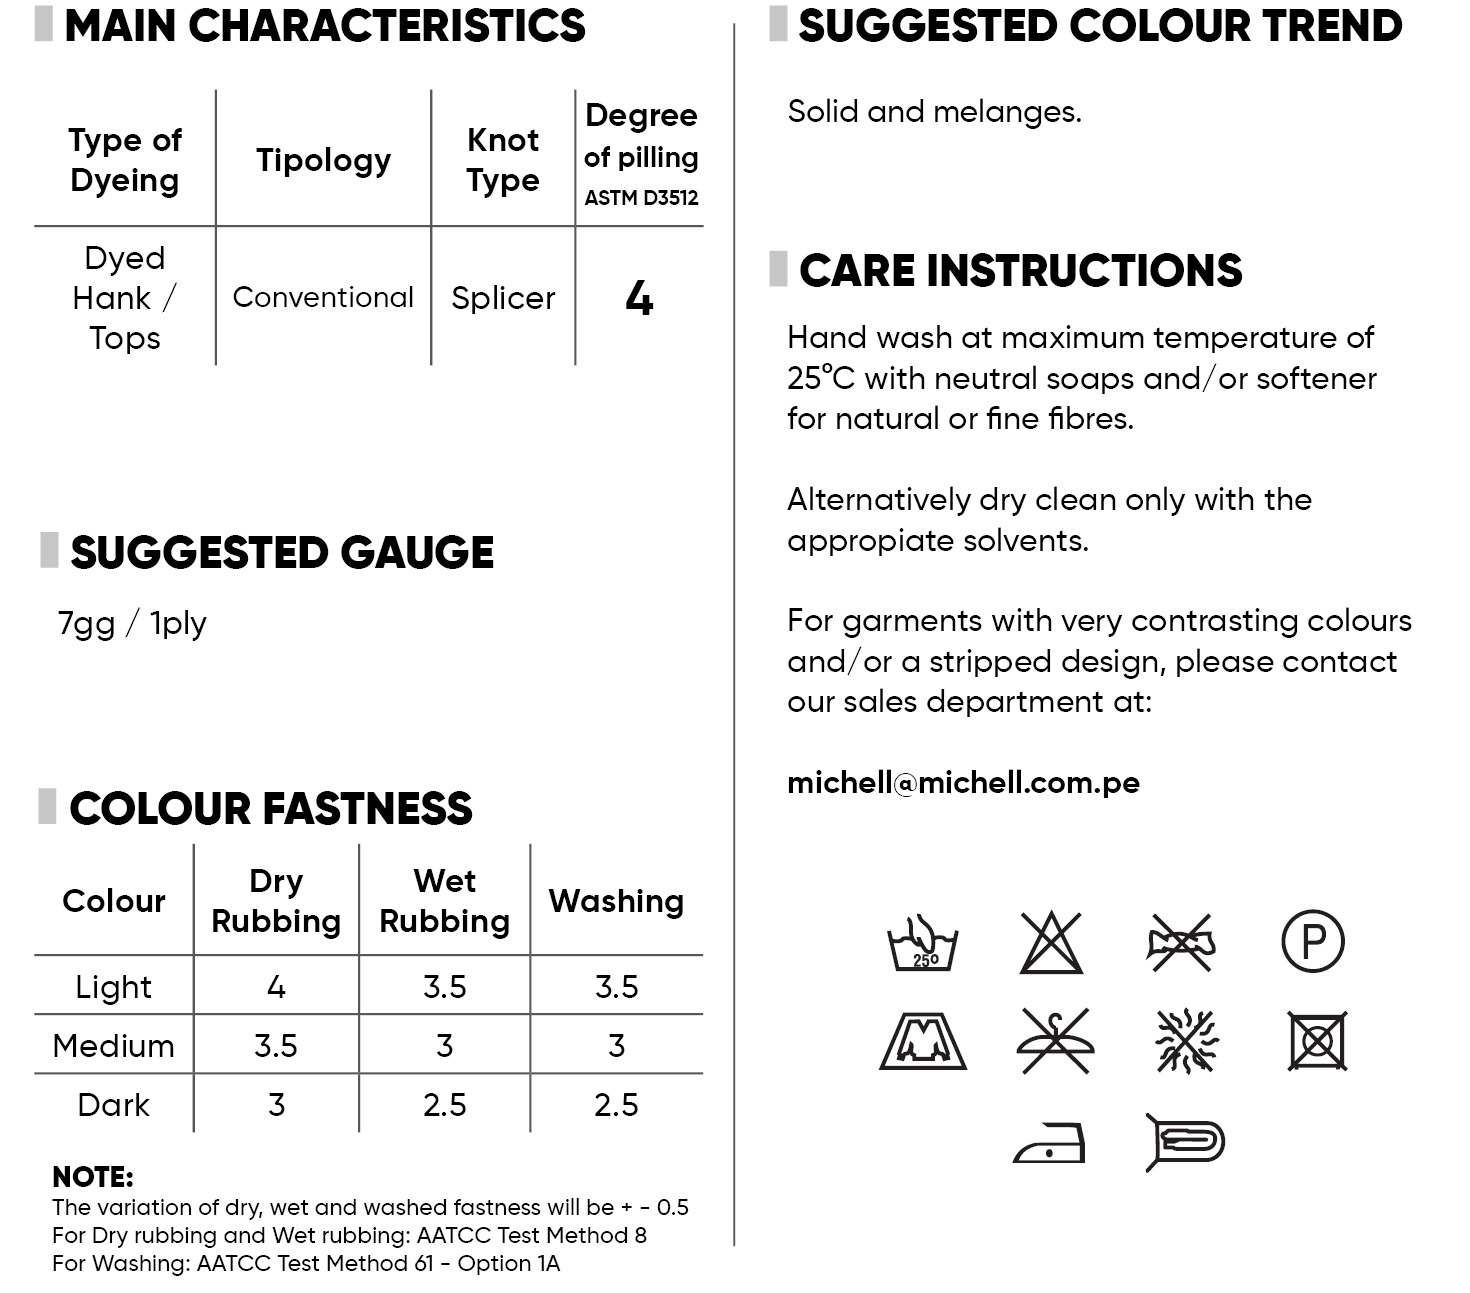 MAIN CHARACTERISTICS
Type of
Dyeing
Tipology
Knot
Type
Degree
of pilling
ASTM D3512
Dyed
Hank /
Tops
Conventional
Splicer
4
SUGGESTED GAUGE
7gg / 1ply
COLOUR FASTNESS
Colour
Dry
Rubbing
Wet
Rubbing
Washing
Light 4 3.5 3.5
Medium 3.5 3 3
Dark 3 2.5 2.5
NOTE:
The variation of dry, wet and washed fastness will be + - 0.5
For Dry rubbing and Wet rubbing: AATCC Test Method 8
For Washing: AATCC Test Method 61 - Option 1A
SUGGESTED COLOUR TREND
Solid and melanges.
CARE INSTRUCTIONS
Hand wash at maximum temperature of
25°C with neutral soaps and/or softener
for natural or fine fibres.
Alternatively dry clean only with the
appropiate solvents.
For garments with very contrasting colours
and/or a stripped design, please contact
our sales department at:
michell@michell.com.pe
25º
P